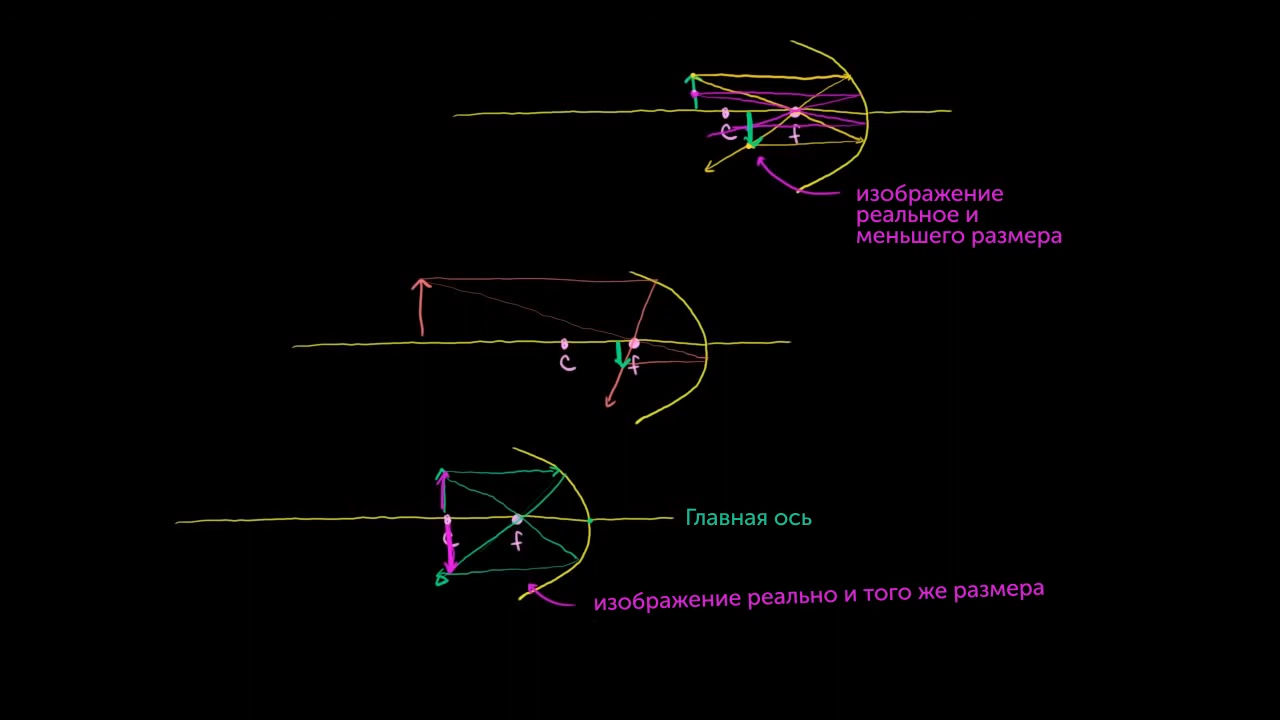 C
f
изображение
реальное и
меньшего размера
C
f
C
f
Главная ось
изображение реально и того же размера